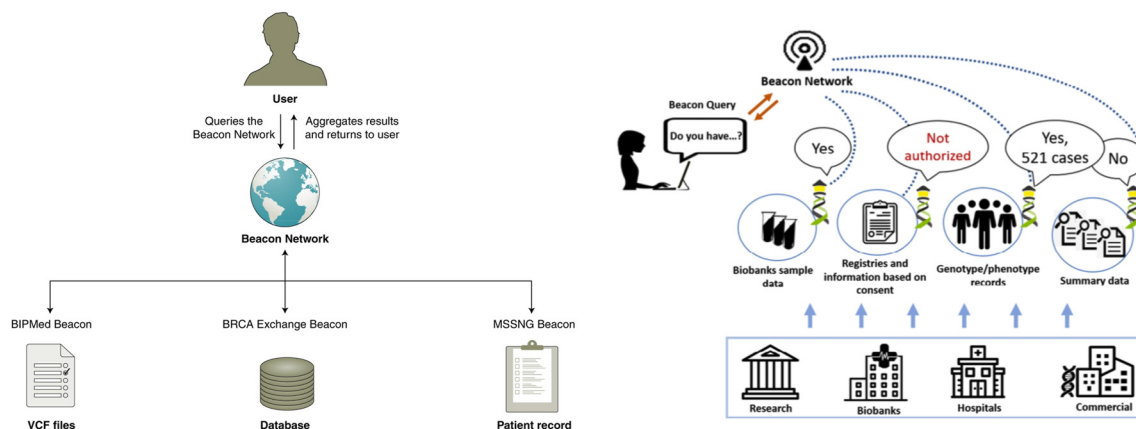 User
Queries the
Beacon Network
Aggregates results
and returns to user
Beacon Network
BIPMed Beacon
BRCA Exchange Beacon
MSSNG Beacon
VCF files
Database
Patient record
Beacon Network
Beacon Query
Do you have...?
Yes
Not
authorized
Yes,
521 cases
No
Biobanks sample
data
Registries and
information based on
consent
Genotype/phenotype
records
Summary data
Research
Biobanks
Hospitals
Commercial